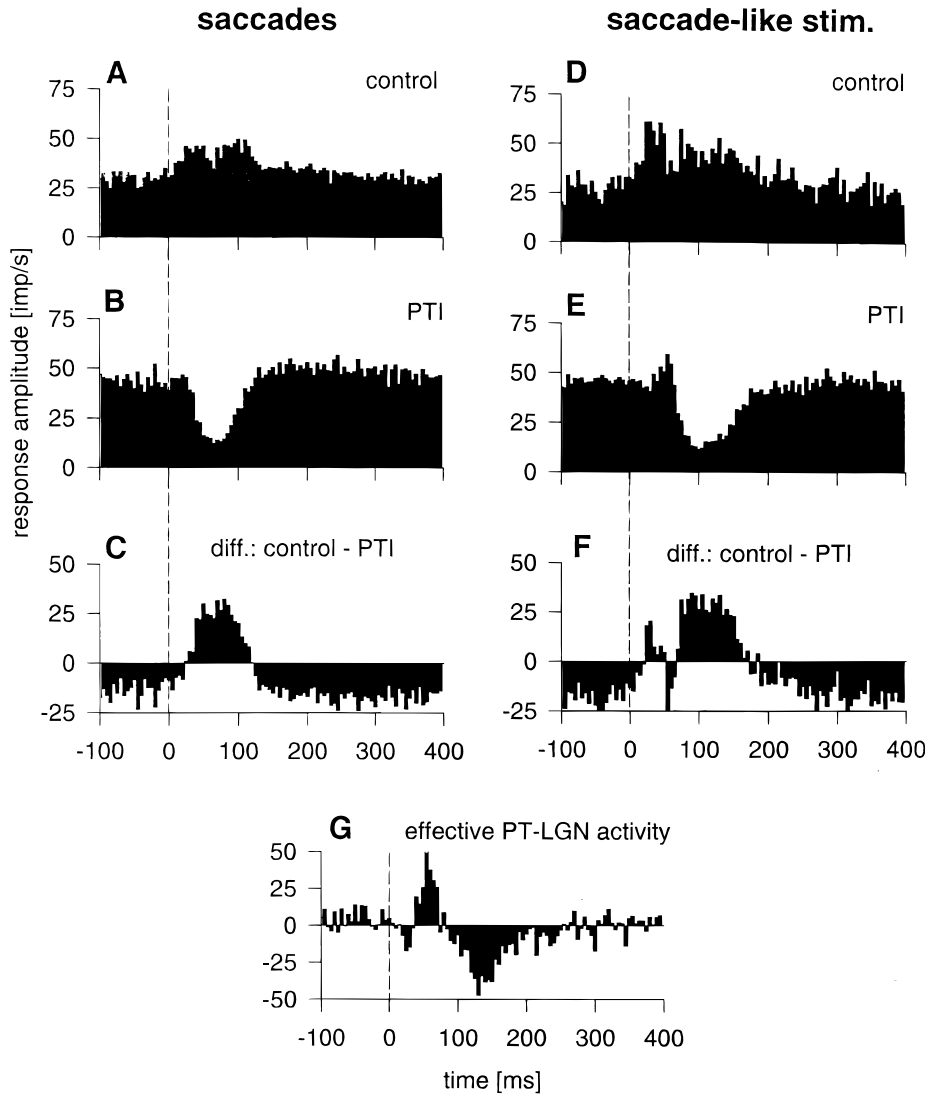 saccades
saccade-like stim.
A
control
75
50
25
0
D
control
75
50
25
0
B
PTI
75
50
25
0
E
PTI
75
50
25
0
response amplitude [imp/s]
C
diff.: control - PTI
50
25
0
-25
-100 0 100 200 300 400
F
diff.: control - PTI
50
25
0
-25
-100 0 100 200 300 400
G
effective PT-LGN activity
50
25
0
-25
-50
-100 0 100 200 300 400
time [ms]